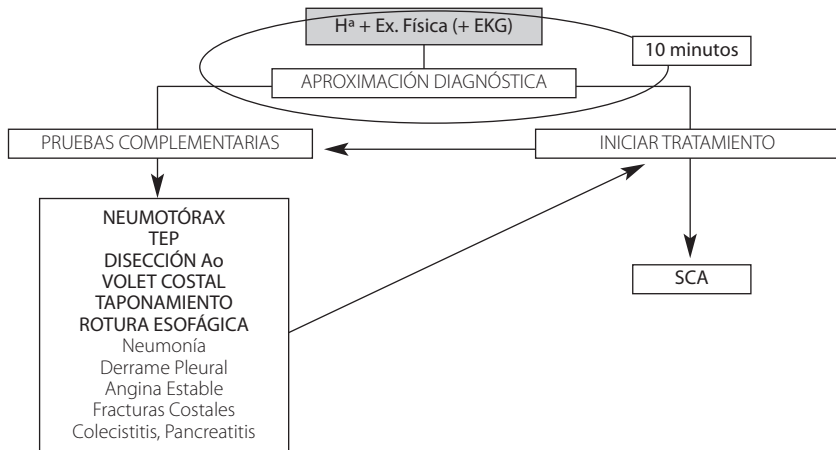 Hª + Ex. Física (+ EKG)
10 minutos
APROXIMACIÓN DIAGNÓSTICA
PRUEBAS COMPLEMENTARIAS
INICIAR TRATAMIENTO
NEUMOTÓRAX
TEP
DISECCIÓN Ao
VOLET COSTAL
TAPONAMIENTO
ROTURA ESOFÁGICA
Neumonía
Derrame Pleural
Angina Estable
Fracturas Costales
Colecistitis, Pancreatitis
SCA